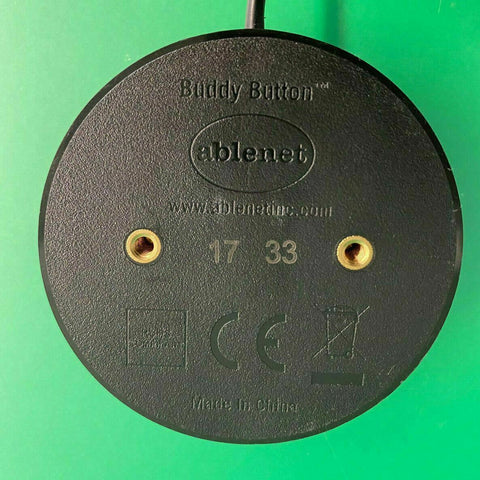 Buddy Button™
ablenet
www.ablenetinc.com
17 33
CE
Made in China